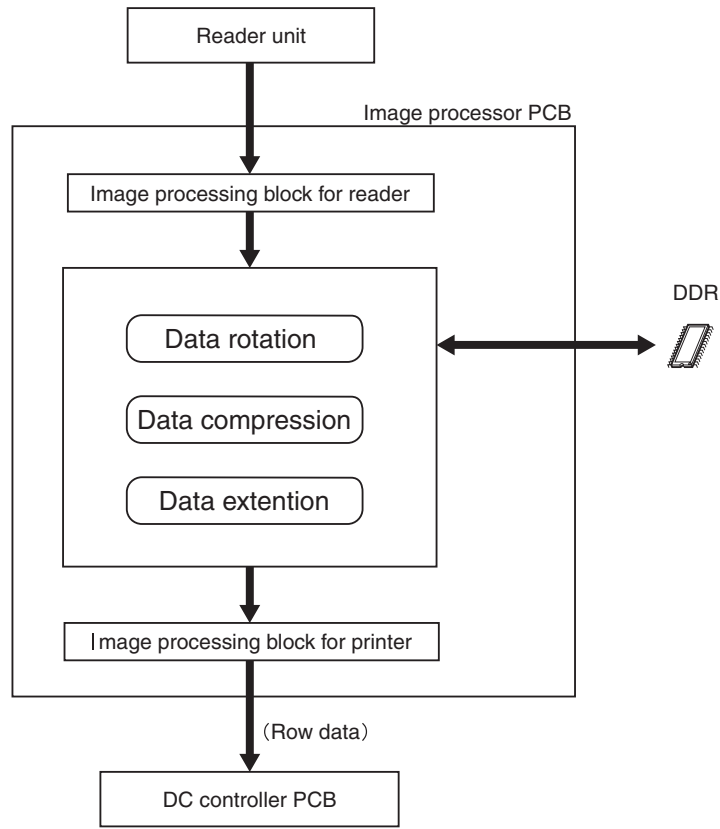 Reader unit
Image processor PCB
Image processing block for reader
DDR
Data rotation
Data compression
Data extention
Image processing block for printer
(Row data)
DC controller PCB